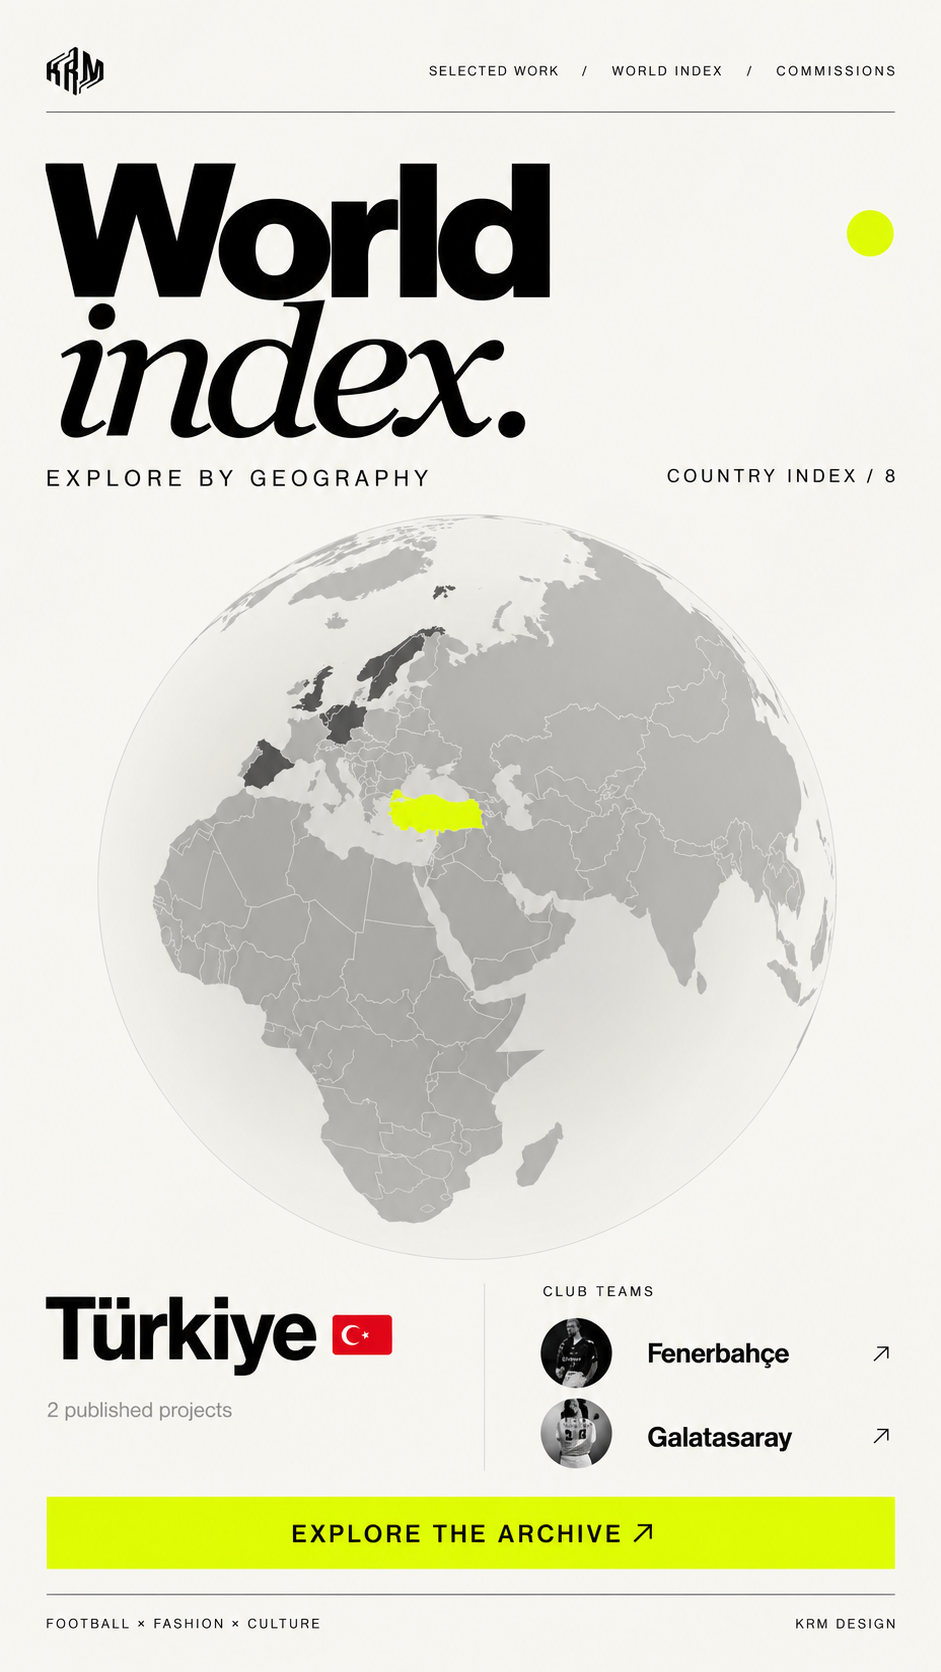 KRM
SELECTED WORK / WORLD INDEX / COMMISSIONS
World
index.
EXPLORE BY GEOGRAPHY
COUNTRY INDEX / 8
Türkiye
2 published projects
CLUB TEAMS
Fenerbahçe
Galatasaray
EXPLORE THE ARCHIVE
FOOTBALL × FASHION × CULTURE
KRM DESIGN